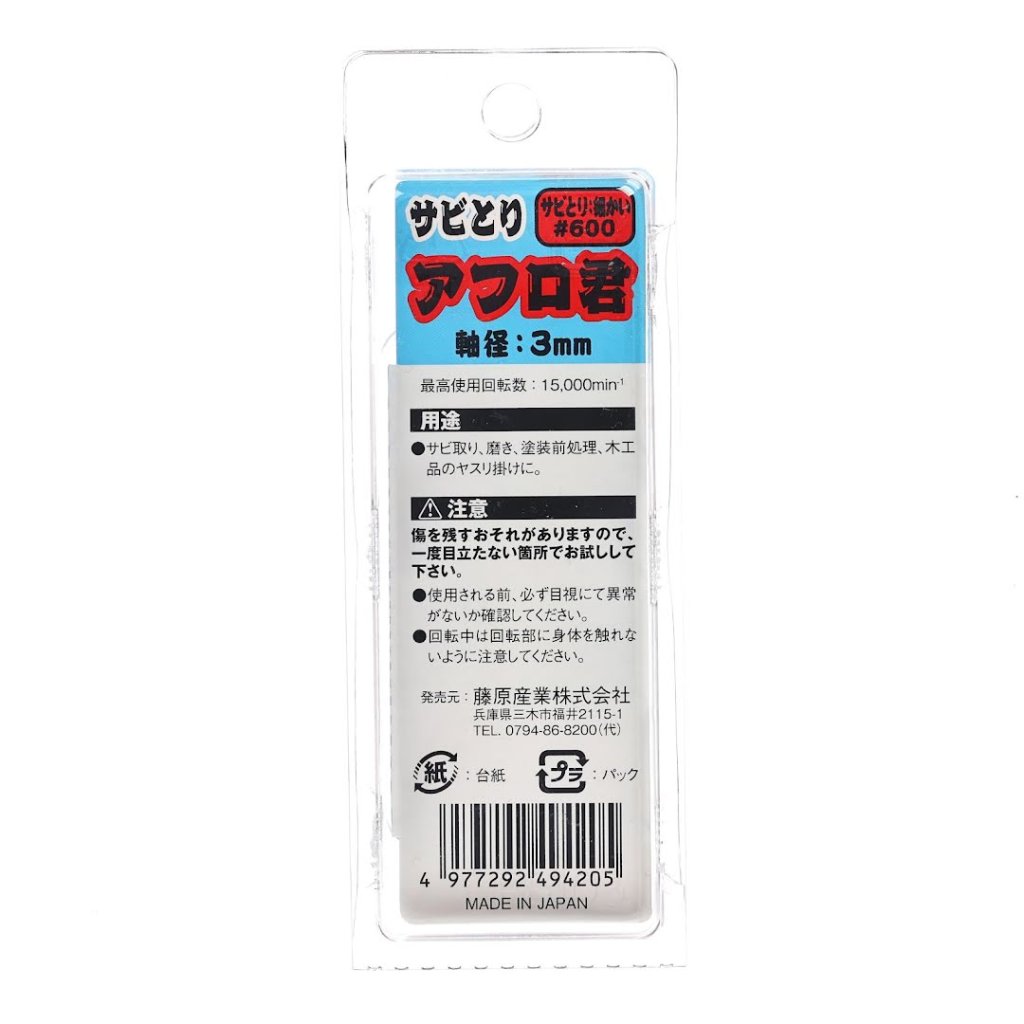 サビとり
サビとり:細かい
#600
アフロ君
軸径:3mm
最高使用回転数:15,000min-1
用途
●サビ取り、磨き、塗装前処理、木工
品のヤスリ掛けに。
注意
傷を残すおそれがありますので、
一度目立たない箇所でお試しして
下さい。
●使用される前、必ず目視にて異常
がないか確認してください。
●回転中は回転部に身体を触れな
いように注意してください。
発売元:藤原産業株式会社
兵庫県三木市福井2115-1
TEL. 0794-86-8200(代)
紙:台紙
プラ:パック
4 977292 494205
MADE IN JAPAN